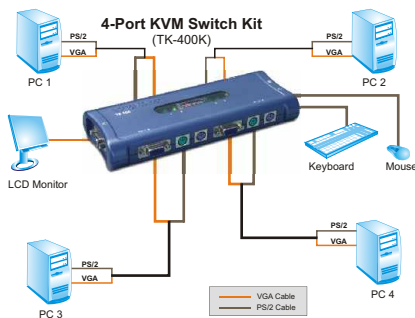 4-Port KVM Switch Kit
(TK-400K)
PS/2
VGA
PC 1
PS/2
VGA
PC 2
LCD Monitor
Keyboard
Mouse
PS/2
VGA
PC 3
PS/2
VGA
PC 4
VGA Cable
PS/2 Cable